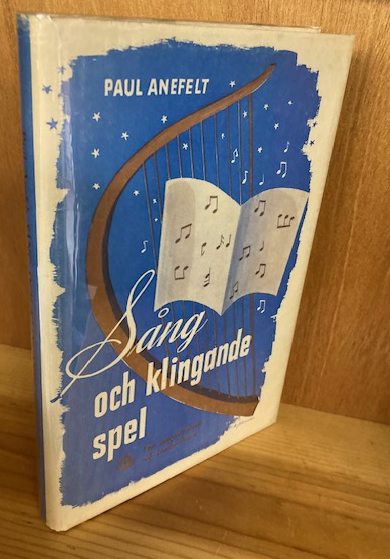 PAUL ANEFELT
Sång
och klingande
spel